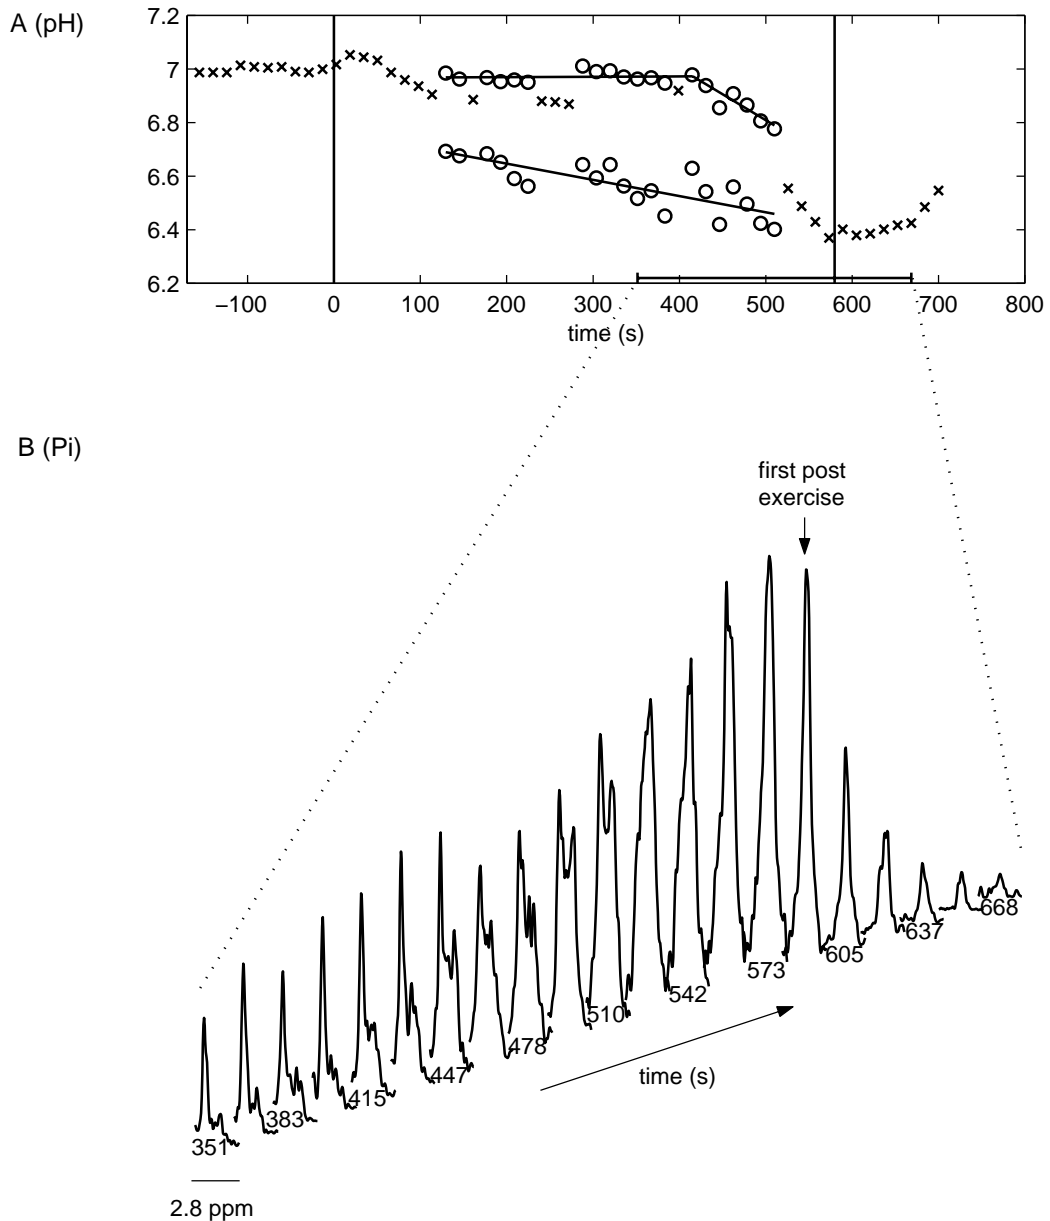 A (pH)
7.2
7
6.8
6.6
6.4
6.2
−100 0 100 200 300 400 500 600 700 800
time (s)
B (Pi)
first post
exercise
668
637
605
573
542
510
478
447
415
383
351
time (s)
2.8 ppm